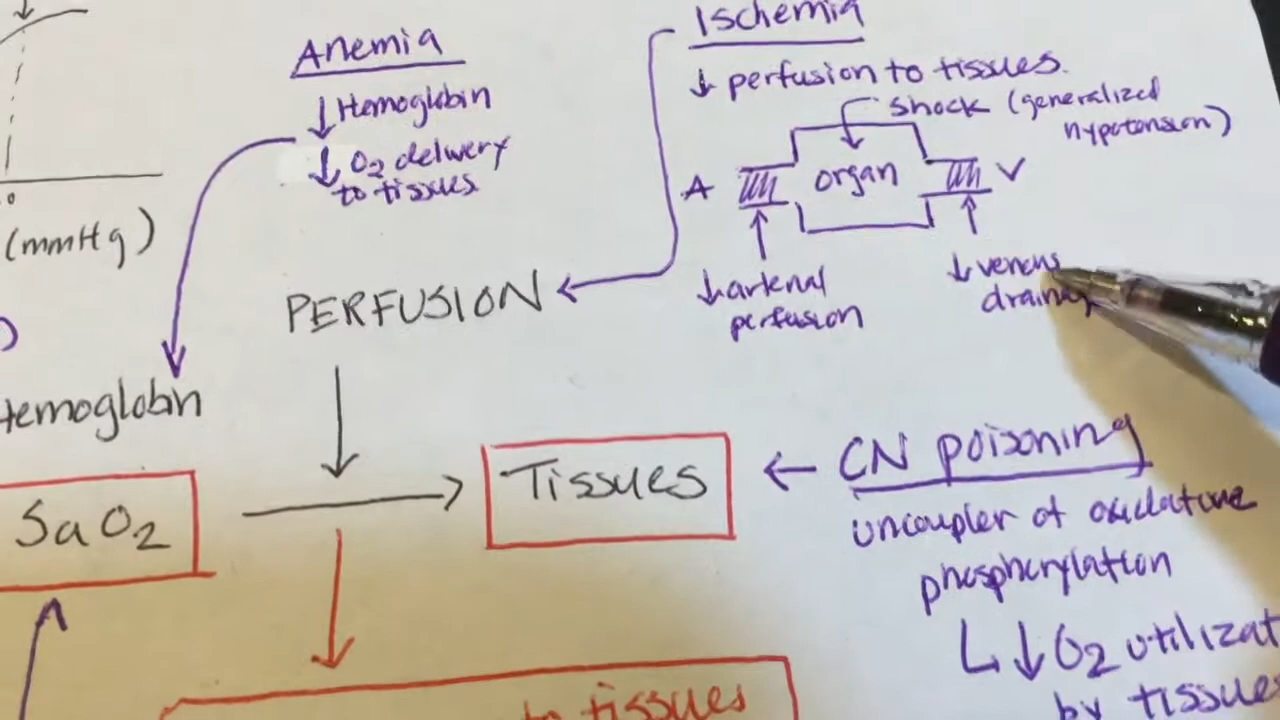 Anemia
↓ Hemoglobin
↓ O2 delivery
to tissues
Ischemia
↓ perfusion to tissues.
shock (generalized
hypotension)
A
organ
V
↓ arterial
perfusion
↓ venous
(mmHg)
PERFUSION
Hemoglobin
SaO2
Tissues
← CN poisoning
uncoupler of oxidative
phosphorylation
↓ O2 utilizat
by tissues
to tissues